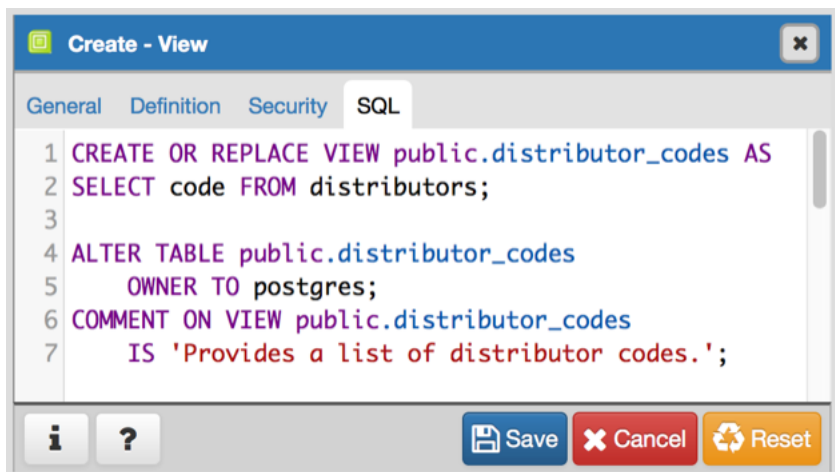 Create - View
General Definition Security SQL
1 CREATE OR REPLACE VIEW public.distributor_codes AS
2 SELECT code FROM distributors;
3
4 ALTER TABLE public.distributor_codes
5     OWNER TO postgres;
6 COMMENT ON VIEW public.distributor_codes
7     IS 'Provides a list of distributor codes.';
i ? Save Cancel Reset